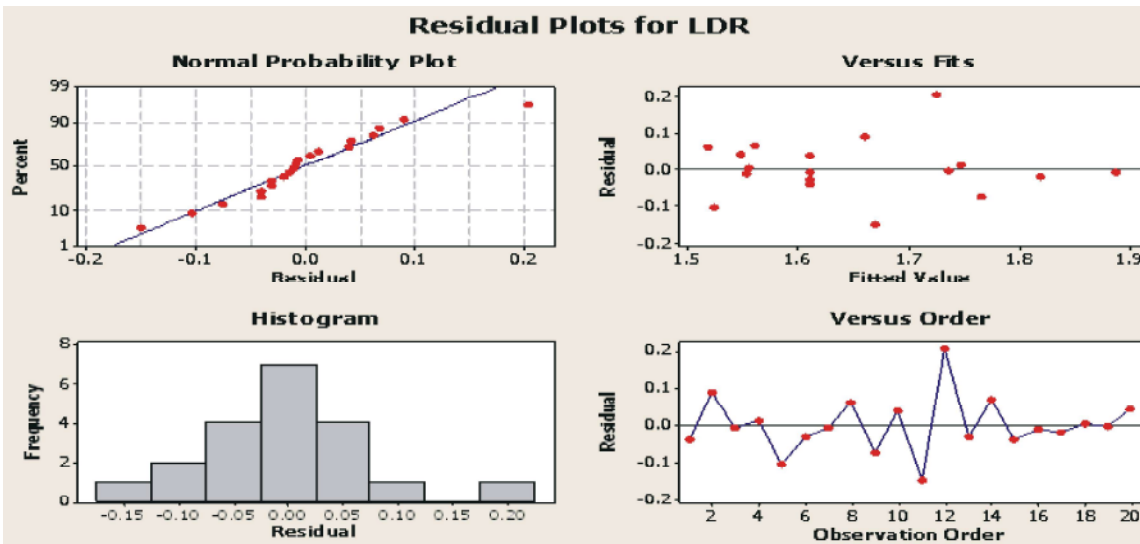 Residual Plots for LDR
Normal Probability Plot
Percent
99
90
50
10
1
-0.2 -0.1 0.0 0.1 0.2
Residual
Versus Fits
Residual
0.2
0.1
0.0
-0.1
-0.2
1.5 1.6 1.7 1.8 1.9
Fitted Value
Histogram
Frequency
8
6
4
2
0
-0.15 -0.10 -0.05 0.00 0.05 0.10 0.15 0.20
Residual
Versus Order
Residual
0.2
0.1
0.0
-0.1
-0.2
2 4 6 8 10 12 14 16 18 20
Observation Order